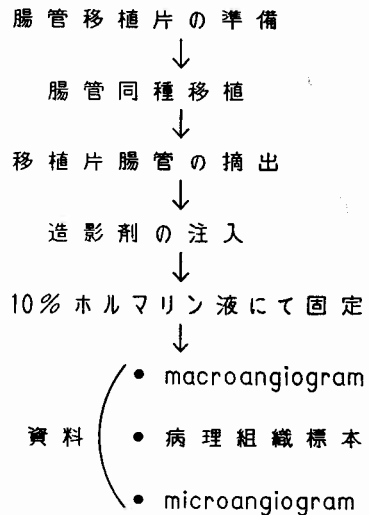 腸管移植片の準備
↓
腸管同種移植
↓
移植片腸管の摘出
↓
造影剤の注入
↓
10%ホルマリン液にて固定
↓
• macroangiogram
資料 • 病理組織標本
• microangiogram